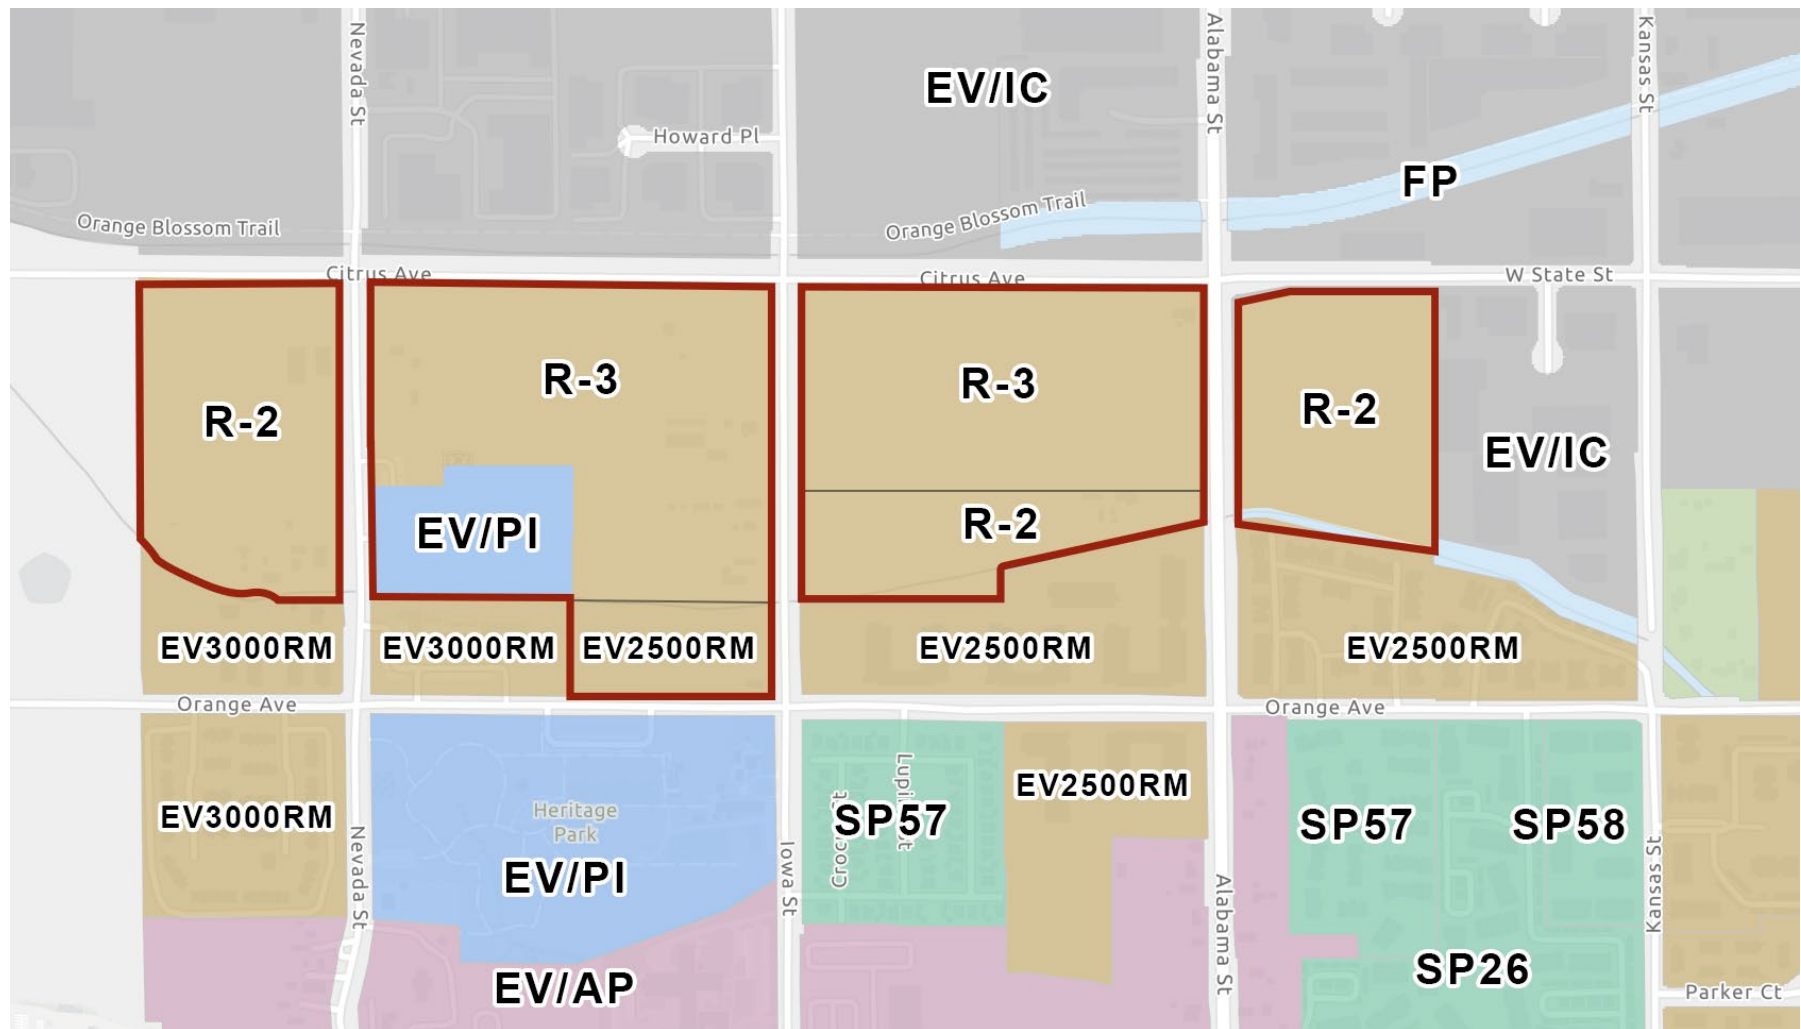 Nevada St
Alabama St
Kansas St
EV/IC
Howard Pl
FP
Orange Blossom Trail
Orange Blossom Trail
Citrus Ave
Citrus Ave
W State St
R-2
R-3
R-3
R-2
EV/IC
EV/PI
R-2
EV3000RM
EV3000RM
EV2500RM
EV2500RM
EV2500RM
Orange Ave
Orange Ave
EV3000RM
Heritage
Park
EV/PI
SP57
EV2500RM
SP57
SP58
Nevada St
Iowa St
Alabama St
Kansas St
EV/AP
SP26
Parker Ct